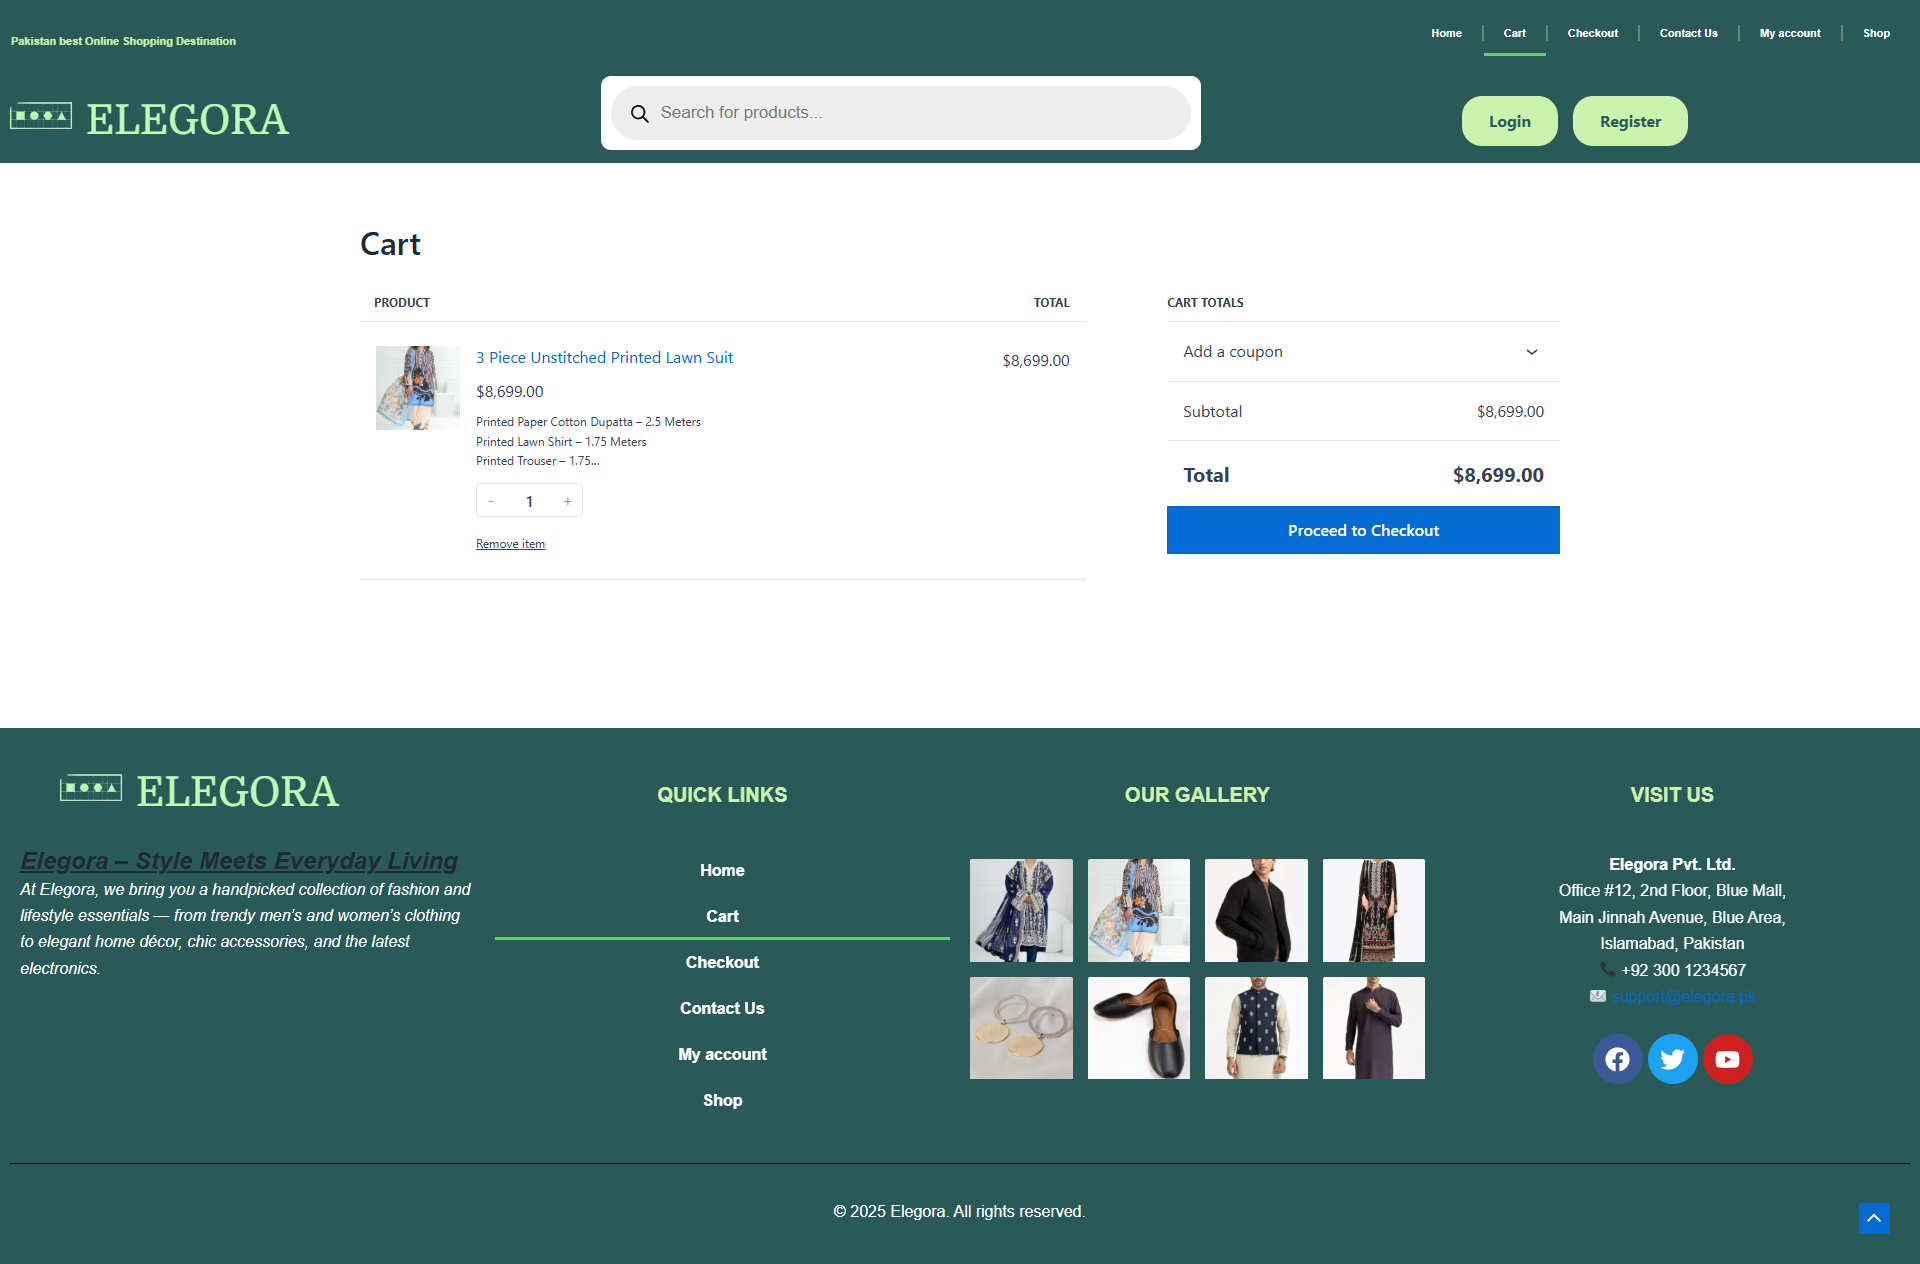 Pakistan best Online Shopping Destination
Home
Cart
Checkout
Contact Us
My account
Shop
ELEGORA
Search for products...
Login
Register
Cart
PRODUCT
TOTAL
3 Piece Unstitched Printed Lawn Suit
$8,699.00
$8,699.00
Printed Paper Cotton Dupatta – 2.5 Meters
Printed Lawn Shirt – 1.75 Meters
Printed Trouser – 1.75...
- 1 +
Remove item
CART TOTALS
Add a coupon
Subtotal $8,699.00
Total $8,699.00
Proceed to Checkout
ELEGORA
Elegora – Style Meets Everyday Living
At Elegora, we bring you a handpicked collection of fashion and
lifestyle essentials — from trendy men’s and women’s clothing
to elegant home décor, chic accessories, and the latest
electronics.
QUICK LINKS
Home
Cart
Checkout
Contact Us
My account
Shop
OUR GALLERY
VISIT US
Elegora Pvt. Ltd.
Office #12, 2nd Floor, Blue Mall,
Main Jinnah Avenue, Blue Area,
Islamabad, Pakistan
📞 +92 300 1234567
📧 support@elegora.pk
© 2025 Elegora. All rights reserved.